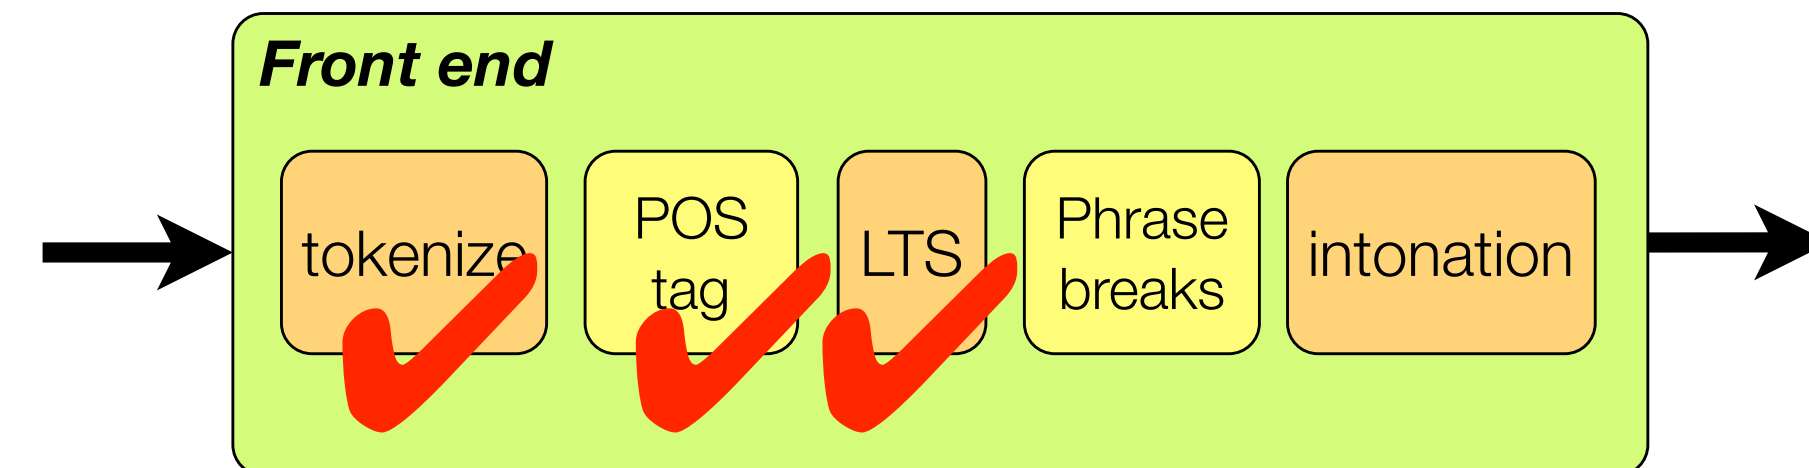 Front end
tokenize
POS
tag
LTS
Phrase
breaks
intonation